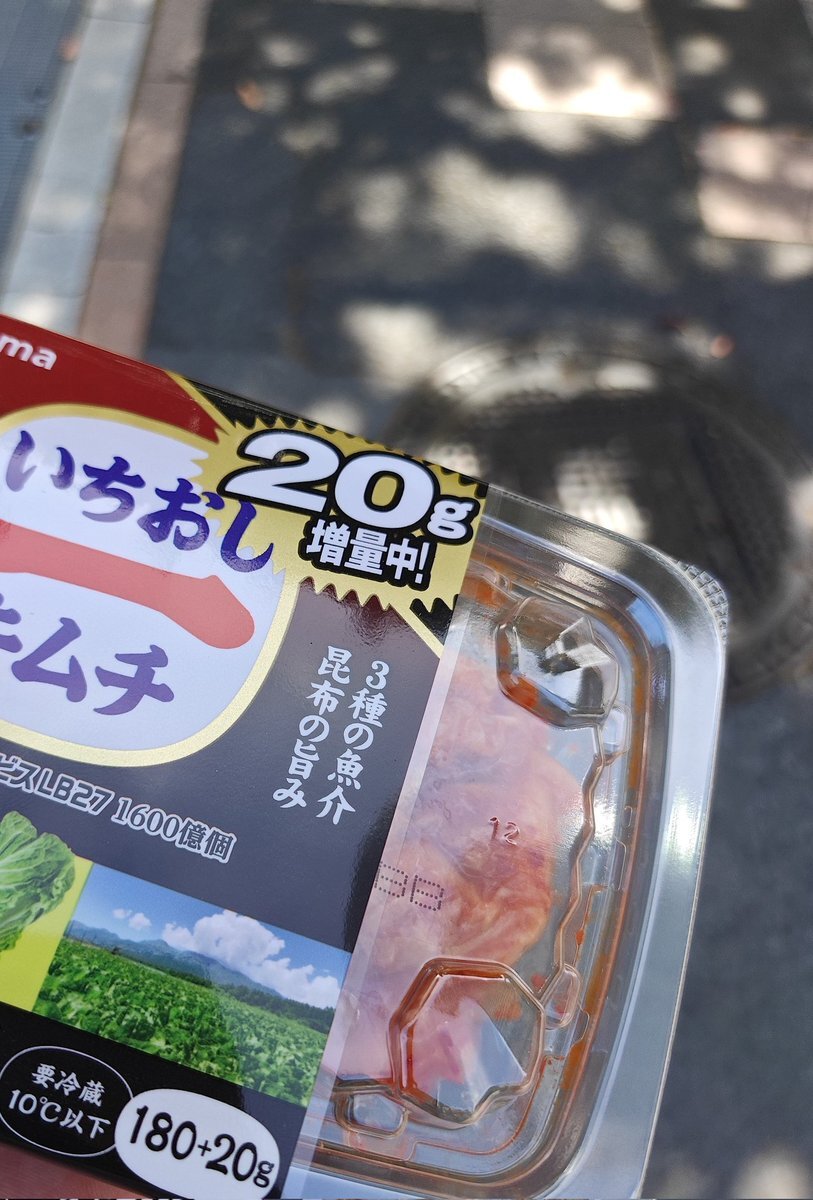 ma
いちおし
20g
増量中!
キムチ
3種の魚介
昆布の旨み
ビスLB27 1600億個
12
BB
要冷蔵
10℃以下
180+20g